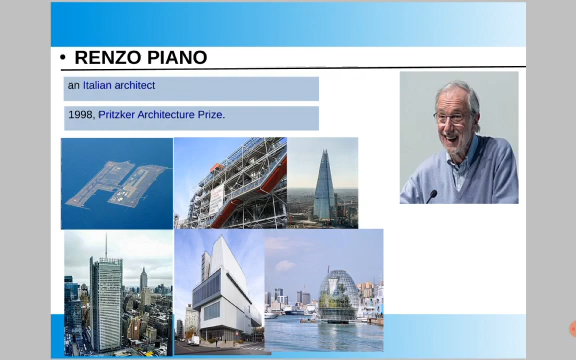 • RENZO PIANO
an Italian architect
1998, Pritzker Architecture Prize.